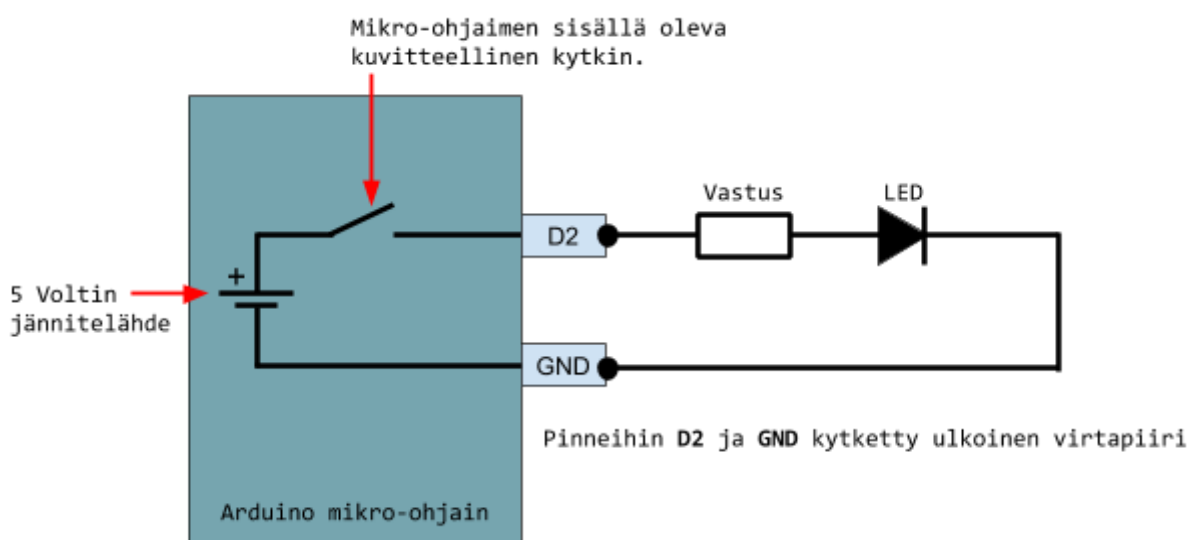 Mikro-ohjaimen sisällä oleva
kuvitteellinen kytkin.
Vastus
LED
D2
+
5 Voltin
jännitelähde
GND
Pinneihin D2 ja GND kytketty ulkoinen virtapiiri
Arduino mikro-ohjain